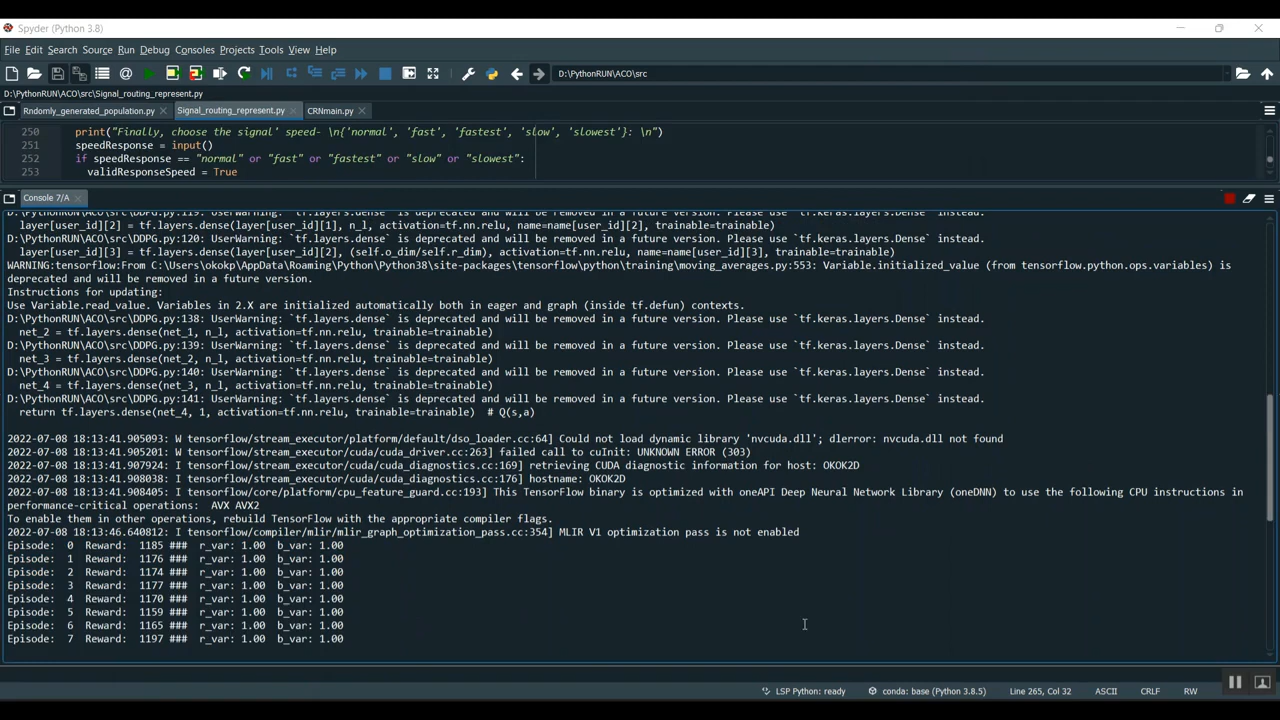 Spyder (Python 3.8)
File Edit Search Source Run Debug Consoles Projects Tools View Help
D:\PythonRUN\ACO\src
D:\PythonRUN\ACO\src\Signal_routing_represent.py
Rndomly_generated_population.py Signal_routing_represent.py CRNmain.py
250 print("Finally, choose the signal' speed- \n{'normal', 'fast', 'fastest', 'slow', 'slowest'}: \n")
251 speedResponse = input()
252 if speedResponse == "normal" or "fast" or "fastest" or "slow" or "slowest":
253 validResponseSpeed = True
Console 7/A
D:\PythonRUN\ACO\src\DDPG.py:119: UserWarning: `tf.layers.dense` is deprecated and will be removed in a future version. Please use `tf.keras.layers.Dense` instead.
layer[user_id][2] = tf.layers.dense(layer[user_id][1], n_l, activation=tf.nn.relu, name=name[user_id][2], trainable=trainable)
D:\PythonRUN\ACO\src\DDPG.py:120: UserWarning: `tf.layers.dense` is deprecated and will be removed in a future version. Please use `tf.keras.layers.Dense` instead.
layer[user_id][3] = tf.layers.dense(layer[user_id][2], (self.o_dim/self.r_dim), activation=tf.nn.relu, name=name[user_id][3], trainable=trainable)
WARNING:tensorflow:From C:\Users\okokp\AppData\Roaming\Python\Python38\site-packages\tensorflow\python\training\moving_averages.py:553: Variable.initialized_value (from tensorflow.python.ops.variables) is
deprecated and will be removed in a future version.
Instructions for updating:
Use Variable.read_value. Variables in 2.X are initialized automatically both in eager and graph (inside tf.defun) contexts.
D:\PythonRUN\ACO\src\DDPG.py:138: UserWarning: `tf.layers.dense` is deprecated and will be removed in a future version. Please use `tf.keras.layers.Dense` instead.
net_2 = tf.layers.dense(net_1, n_l, activation=tf.nn.relu, trainable=trainable)
D:\PythonRUN\ACO\src\DDPG.py:139: UserWarning: `tf.layers.dense` is deprecated and will be removed in a future version. Please use `tf.keras.layers.Dense` instead.
net_3 = tf.layers.dense(net_2, n_l, activation=tf.nn.relu, trainable=trainable)
D:\PythonRUN\ACO\src\DDPG.py:140: UserWarning: `tf.layers.dense` is deprecated and will be removed in a future version. Please use `tf.keras.layers.Dense` instead.
net_4 = tf.layers.dense(net_3, n_l, activation=tf.nn.relu, trainable=trainable)
D:\PythonRUN\ACO\src\DDPG.py:141: UserWarning: `tf.layers.dense` is deprecated and will be removed in a future version. Please use `tf.keras.layers.Dense` instead.
return tf.layers.dense(net_4, 1, activation=tf.nn.relu, trainable=trainable) # Q(s,a)
2022-07-08 18:13:41.905093: W tensorflow/stream_executor/platform/default/dso_loader.cc:64] Could not load dynamic library 'nvcuda.dll'; dlerror: nvcuda.dll not found
2022-07-08 18:13:41.905201: W tensorflow/stream_executor/cuda/cuda_driver.cc:263] failed call to cuInit: UNKNOWN ERROR (303)
2022-07-08 18:13:41.907924: I tensorflow/stream_executor/cuda/cuda_diagnostics.cc:169] retrieving CUDA diagnostic information for host: OKOK2D
2022-07-08 18:13:41.908038: I tensorflow/stream_executor/cuda/cuda_diagnostics.cc:176] hostname: OKOK2D
2022-07-08 18:13:41.908405: I tensorflow/core/platform/cpu_feature_guard.cc:193] This TensorFlow binary is optimized with oneAPI Deep Neural Network Library (oneDNN) to use the following CPU instructions in
performance-critical operations: AVX AVX2
To enable them in other operations, rebuild TensorFlow with the appropriate compiler flags.
2022-07-08 18:13:46.640812: I tensorflow/compiler/mlir/mlir_graph_optimization_pass.cc:354] MLIR V1 optimization pass is not enabled
Episode: 0 Reward: 1185 ### r_var: 1.00 b_var: 1.00
Episode: 1 Reward: 1176 ### r_var: 1.00 b_var: 1.00
Episode: 2 Reward: 1174 ### r_var: 1.00 b_var: 1.00
Episode: 3 Reward: 1177 ### r_var: 1.00 b_var: 1.00
Episode: 4 Reward: 1170 ### r_var: 1.00 b_var: 1.00
Episode: 5 Reward: 1159 ### r_var: 1.00 b_var: 1.00
Episode: 6 Reward: 1165 ### r_var: 1.00 b_var: 1.00
Episode: 7 Reward: 1197 ### r_var: 1.00 b_var: 1.00
LSP Python: ready conda: base (Python 3.8.5) Line 265, Col 32 ASCII CRLF RW